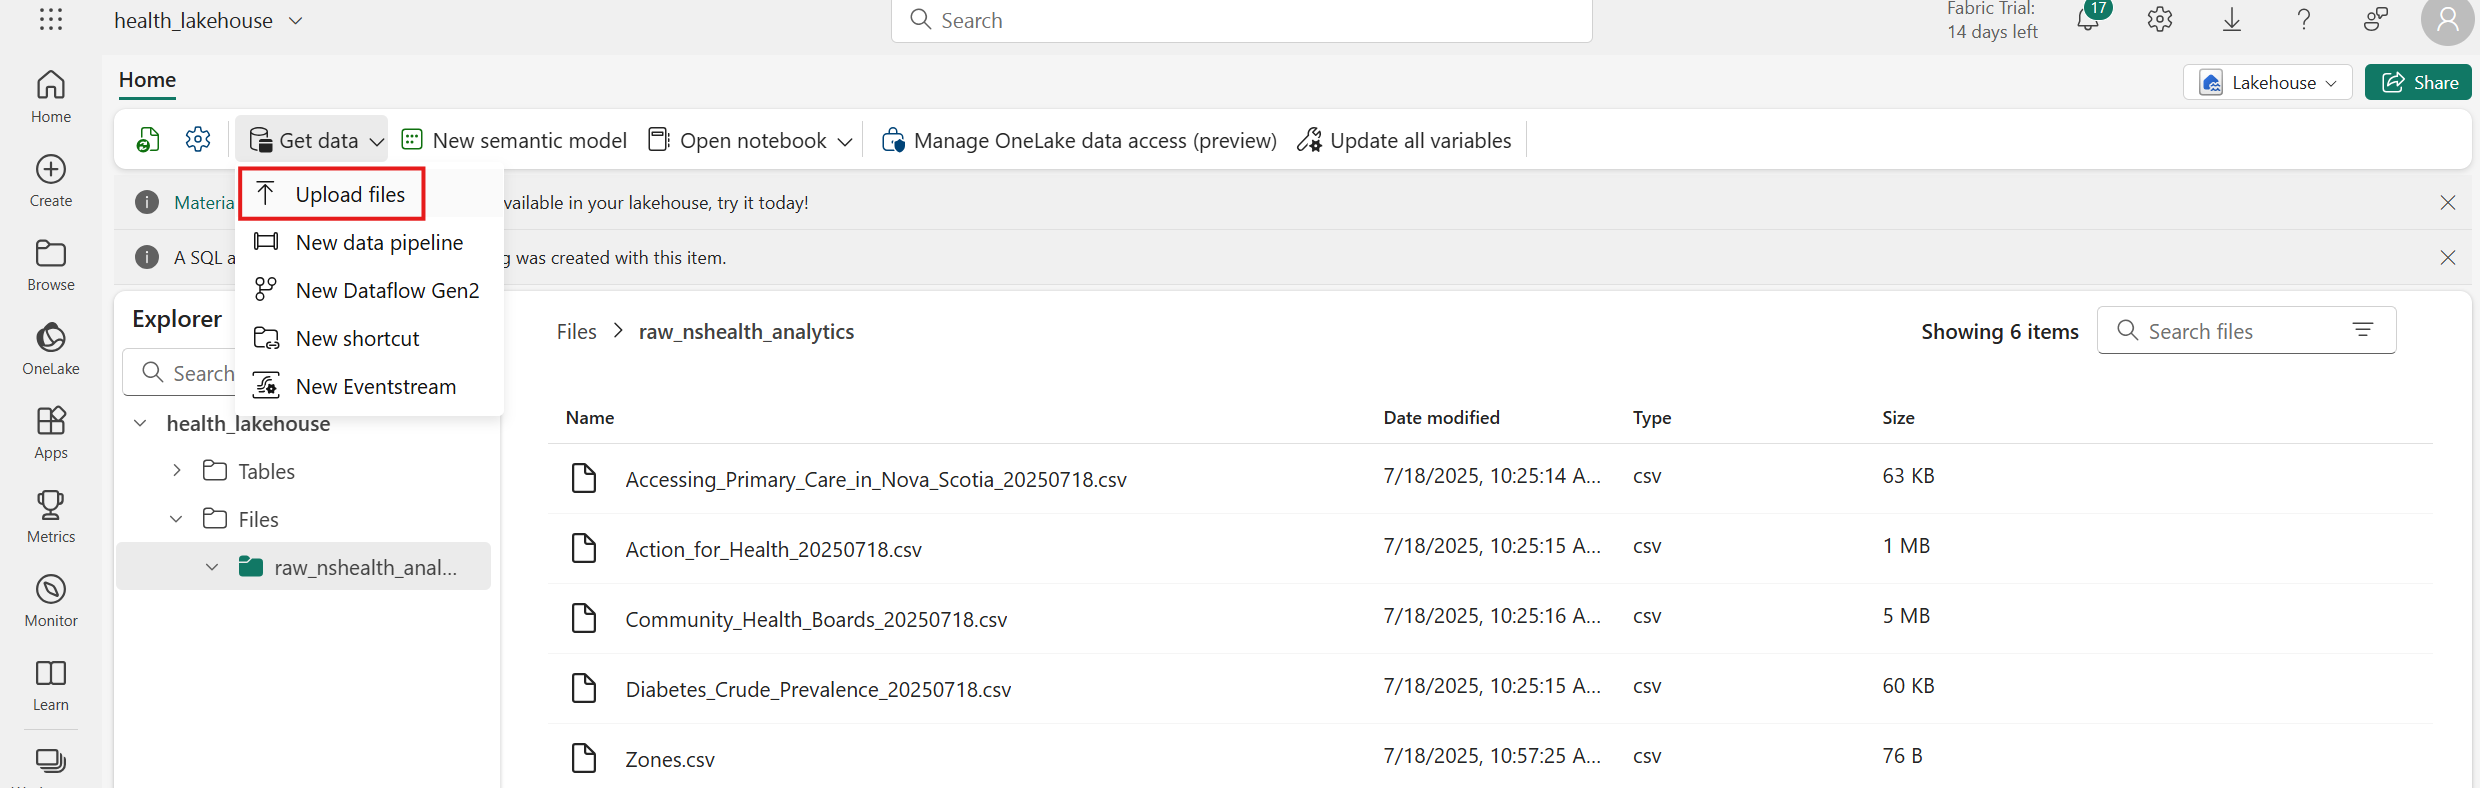 health_lakehouse
Search
Fabric Trial:
14 days left
17
Home
Create
Browse
OneLake
Apps
Metrics
Monitor
Learn
Home
Lakehouse
Share
Get data
New semantic model
Open notebook
Manage OneLake data access (preview)
Update all variables
Upload files
New data pipeline
New Dataflow Gen2
New shortcut
New Eventstream
Materia
vailable in your lakehouse, try it today!
A SQL a
g was created with this item.
Explorer
Search
health_lakehouse
Tables
Files
raw_nshealth_anal...
Files > raw_nshealth_analytics
Showing 6 items
Search files
Name Date modified Type Size
Accessing_Primary_Care_in_Nova_Scotia_20250718.csv 7/18/2025, 10:25:14 A... csv 63 KB
Action_for_Health_20250718.csv 7/18/2025, 10:25:15 A... csv 1 MB
Community_Health_Boards_20250718.csv 7/18/2025, 10:25:16 A... csv 5 MB
Diabetes_Crude_Prevalence_20250718.csv 7/18/2025, 10:25:15 A... csv 60 KB
Zones.csv 7/18/2025, 10:57:25 A... csv 76 B